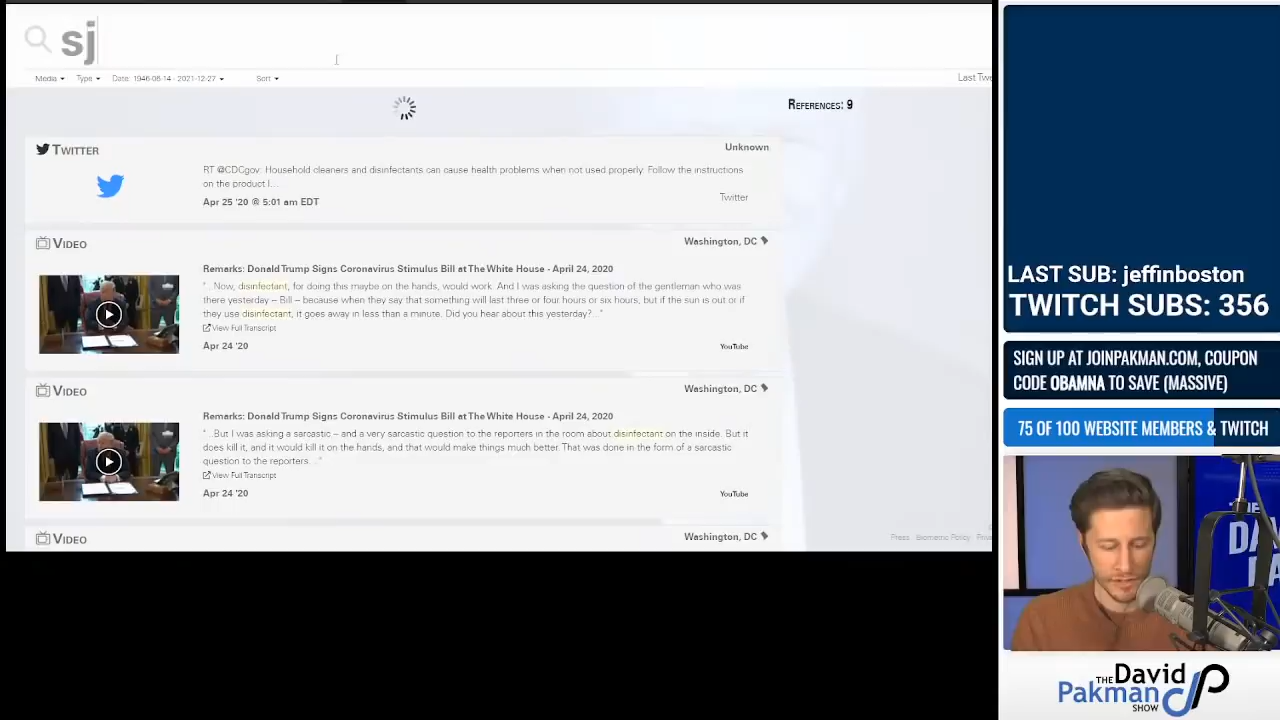 sj
Media Type Date: 1946-06-14 - 2021-12-27 Sort Last Twe
REFERENCES: 9
TWITTER Unknown
RT @CDCgov: Household cleaners and disinfectants can cause health problems when not used properly. Follow the instructions
on the product l…
Twitter
Apr 25 '20 @ 5:01 am EDT
VIDEO Washington, DC
Remarks: Donald Trump Signs Coronavirus Stimulus Bill at The White House - April 24, 2020
"...Now, disinfectant, for doing this maybe on the hands, would work. And I was asking the question of the gentleman who was
there yesterday – Bill – because when they say that something will last three or four hours or six hours, but if the sun is out or if
they use disinfectant, it goes away in less than a minute. Did you hear about this yesterday?..."
View Full Transcript
Apr 24 '20 YouTube
VIDEO Washington, DC
Remarks: Donald Trump Signs Coronavirus Stimulus Bill at The White House - April 24, 2020
"...But I was asking a sarcastic – and a very sarcastic question to the reporters in the room about disinfectant on the inside. But it
does kill it, and it would kill it on the hands, and that would make things much better. That was done in the form of a sarcastic
question to the reporters..."
View Full Transcript
Apr 24 '20 YouTube
VIDEO Washington, DC
Press Biometric Policy Priva
LAST SUB: jeffinboston
TWITCH SUBS: 356
SIGN UP AT JOINPAKMAN.COM, COUPON
CODE OBAMNA TO SAVE (MASSIVE)
75 OF 100 WEBSITE MEMBERS & TWITCH
DA
PA
THE David
Pakman
SHOW